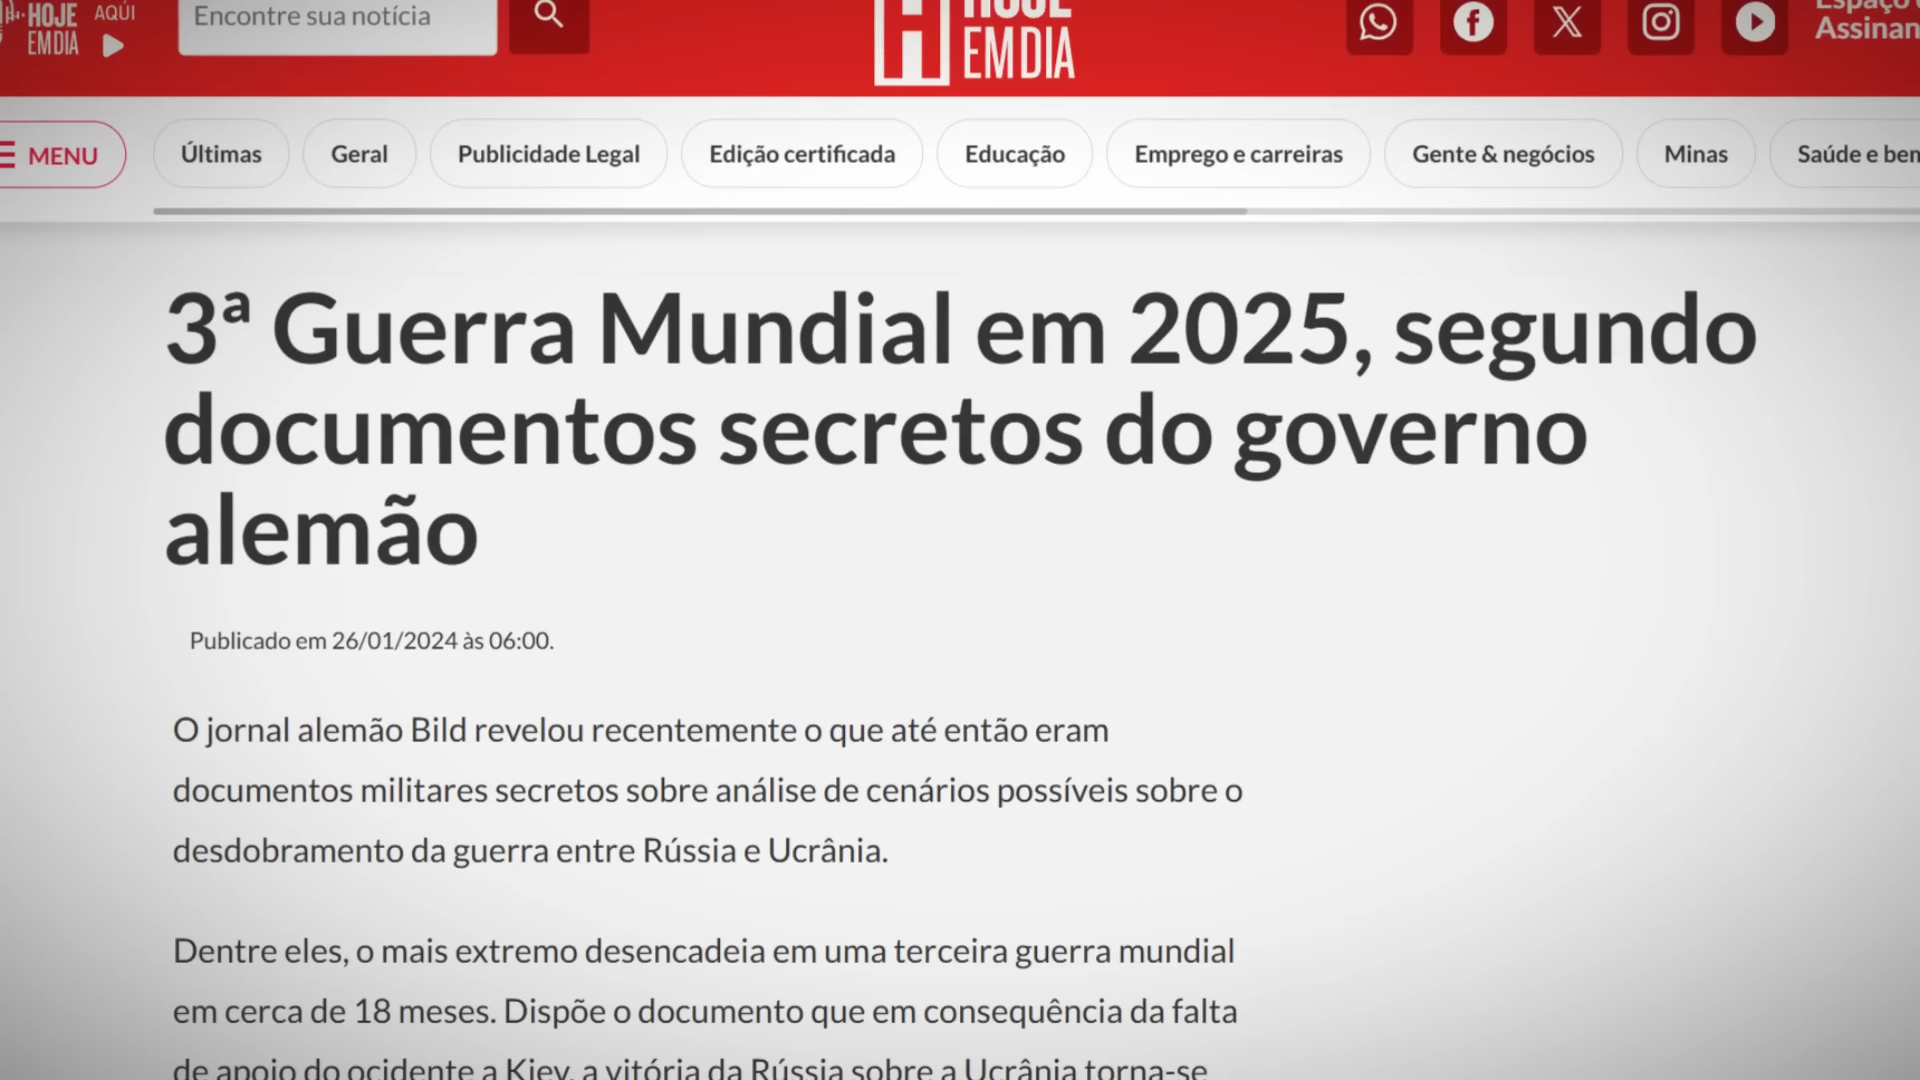 HOJE
EM DIA
AQUI
Encontre sua notícia
HOJE
EM DIA
Assinan
MENU
Últimas
Geral
Publicidade Legal
Edição certificada
Educação
Emprego e carreiras
Gente & negócios
Minas
Saúde e bem
3ª Guerra Mundial em 2025, segundo
documentos secretos do governo
alemão
Publicado em 26/01/2024 às 06:00.
O jornal alemão Bild revelou recentemente o que até então eram
documentos militares secretos sobre análise de cenários possíveis sobre o
desdobramento da guerra entre Rússia e Ucrânia.
Dentre eles, o mais extremo desencadeia em uma terceira guerra mundial
em cerca de 18 meses. Dispõe o documento que em consequência da falta
de apoio do ocidente a Kiev, a vitória da Rússia sobre a Ucrânia torna-se